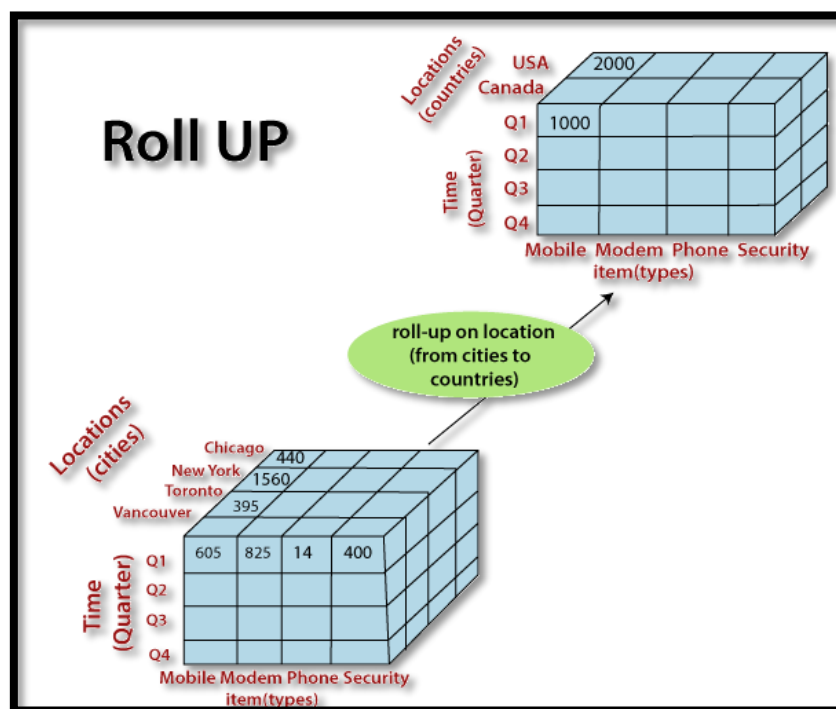 Roll UP
Locations
(countries)
USA
Canada
2000
Time
(Quarter)
Q1
Q2
Q3
Q4
1000
Mobile Modem Phone Security
item(types)
roll-up on location
(from cities to
countries)
Locations
(cities)
Chicago
New York
Toronto
Vancouver
440
1560
395
Time
(Quarter)
Q1
Q2
Q3
Q4
605 825 14 400
Mobile Modem Phone Security
item(types)